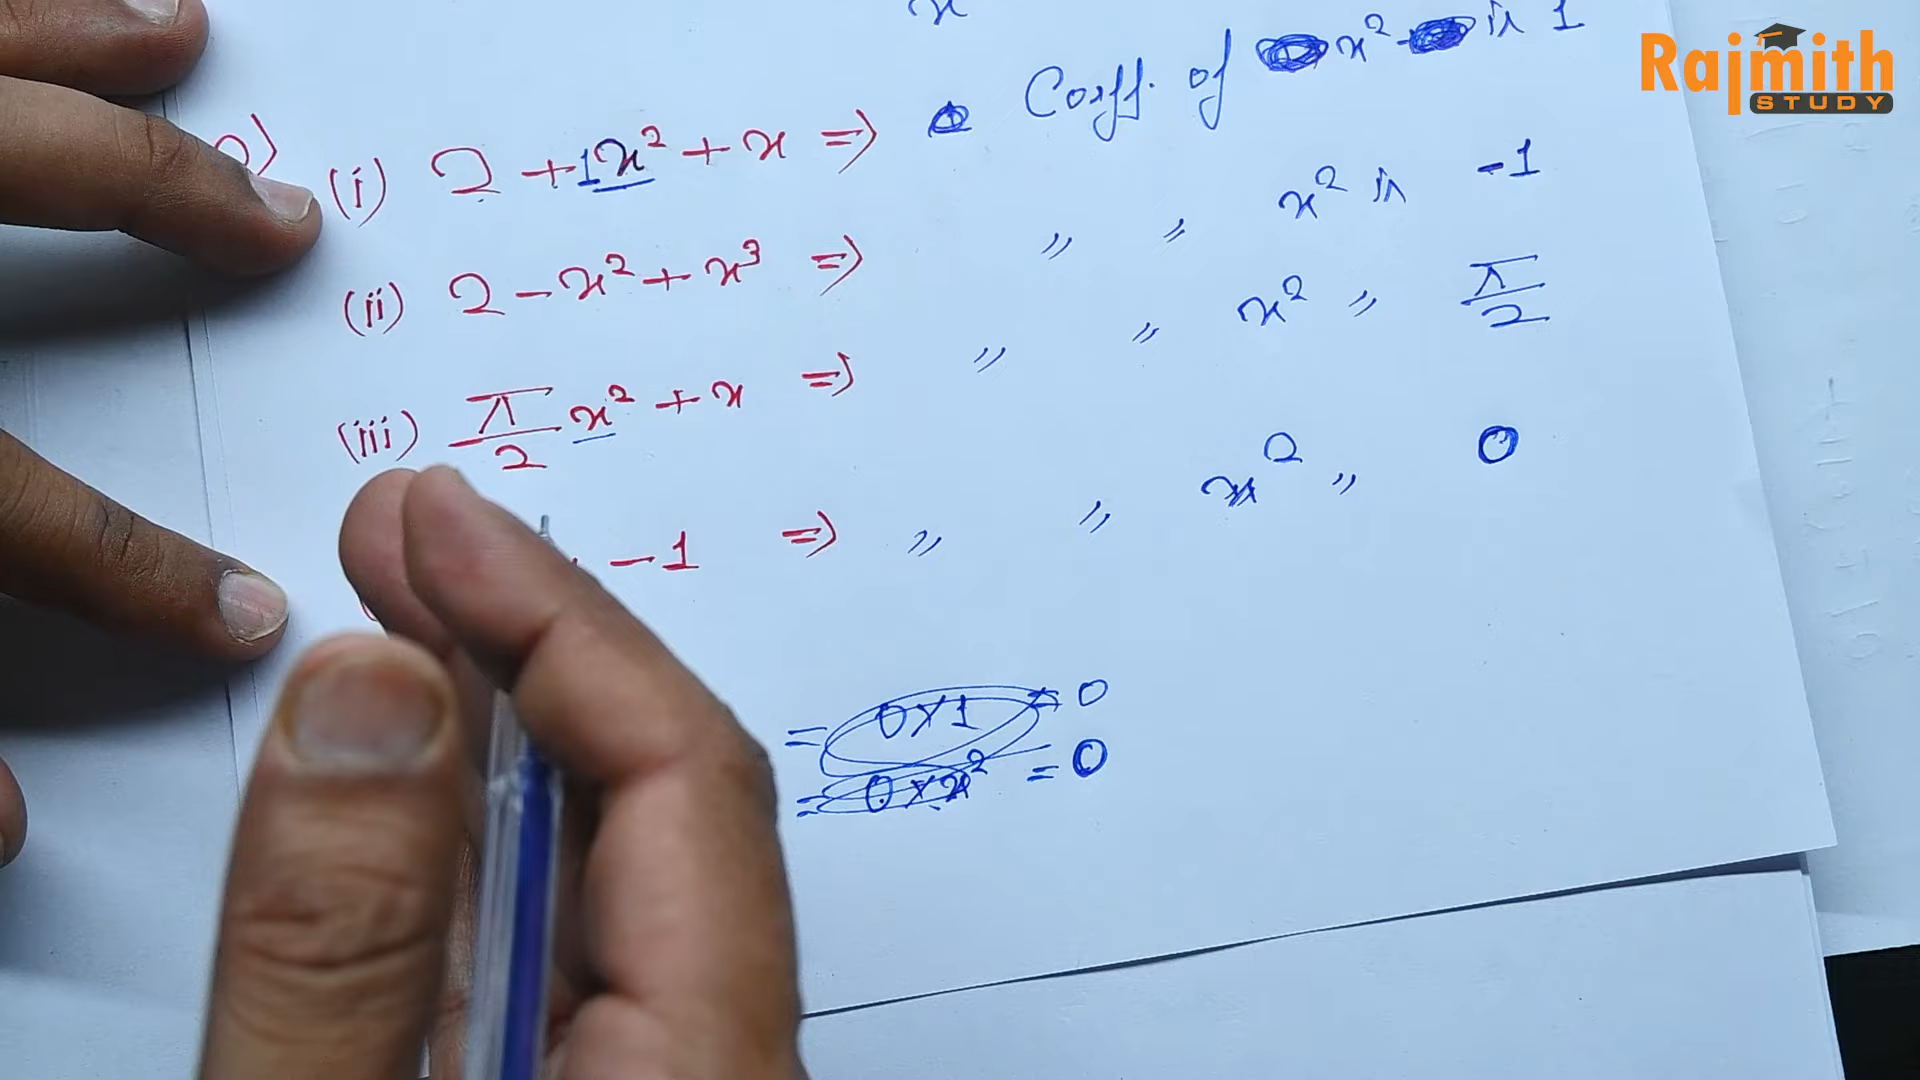 Rajmith
STUDY
x
(i) 2 + 1x² + x ⇒ Coeff. of x² is 1
(ii) 2 - x² + x³ ⇒ " " x² is -1
(iii) π/2 x² + x ⇒ " " x² " π/2
- 1 ⇒ " " x² " 0
= 0 × 1 = 0
= 0 × x² = 0